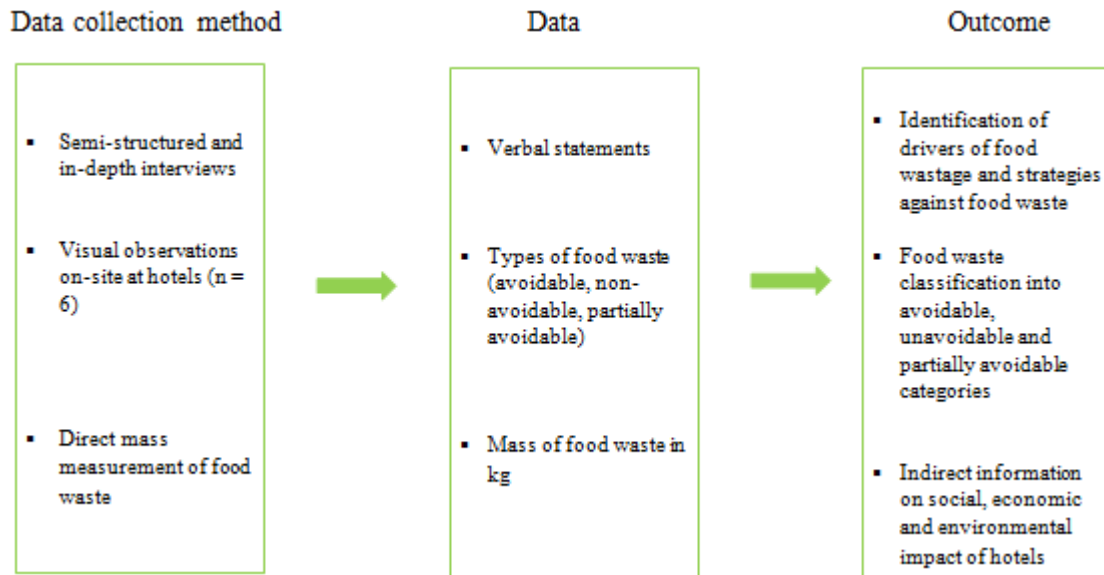 Data collection method
Data
Outcome
▪ Semi-structured and
in-depth interviews
▪ Visual observations
on-site at hotels (n =
6)
▪ Direct mass
measurement of food
waste
▪ Verbal statements
▪ Types of food waste
(avoidable, non-
avoidable, partially
avoidable)
▪ Mass of food waste in
kg
▪ Identification of
drivers of food
wastage and strategies
against food waste
▪ Food waste
classification into
avoidable,
unavoidable and
partially avoidable
categories
▪ Indirect information
on social, economic
and environmental
impact of hotels